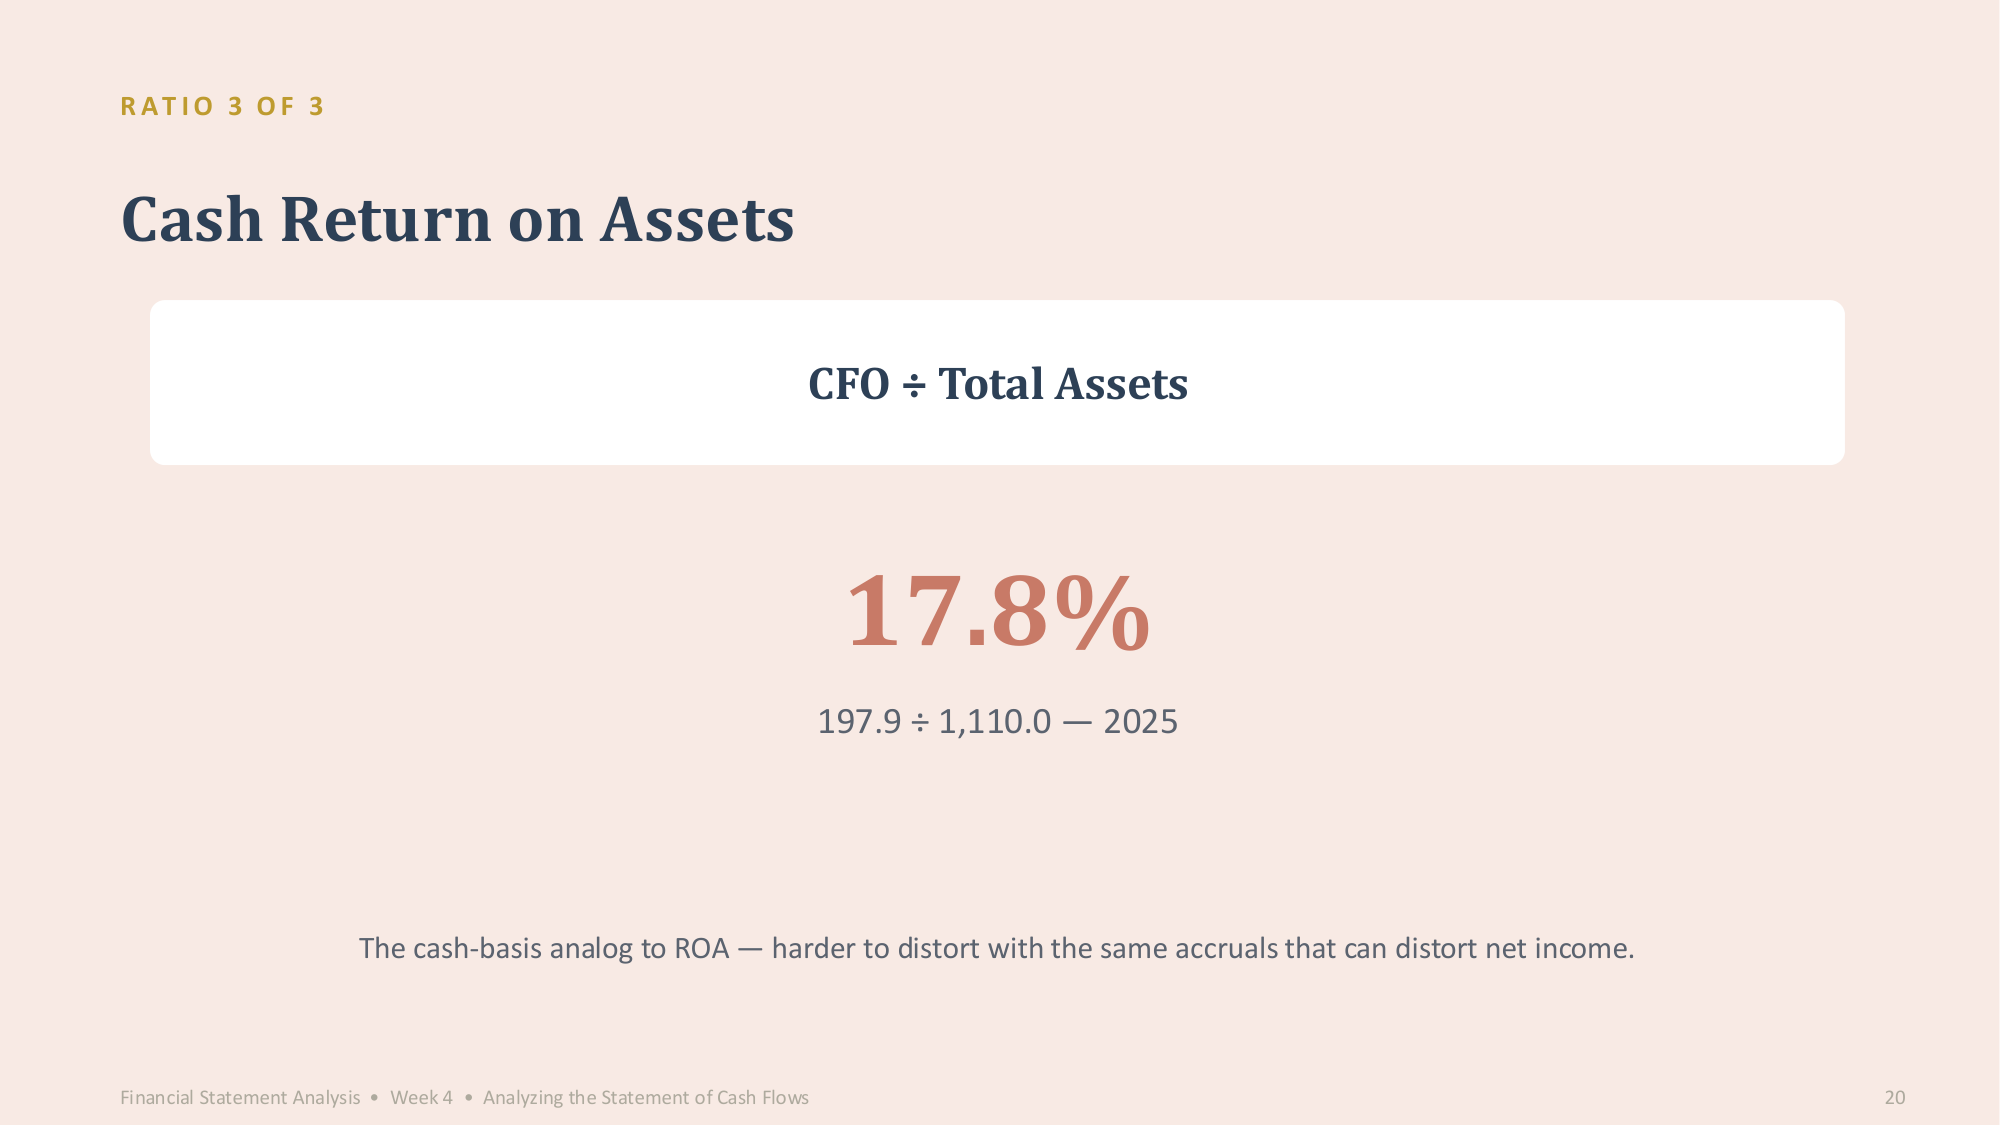 RATIO 3 OF 3
Cash Return on Assets
CFO ÷ Total Assets
17.8%
197.9 ÷ 1,110.0 — 2025
The cash-basis analog to ROA — harder to distort with the same accruals that can distort net income.
Financial Statement Analysis • Week 4 • Analyzing the Statement of Cash Flows
20